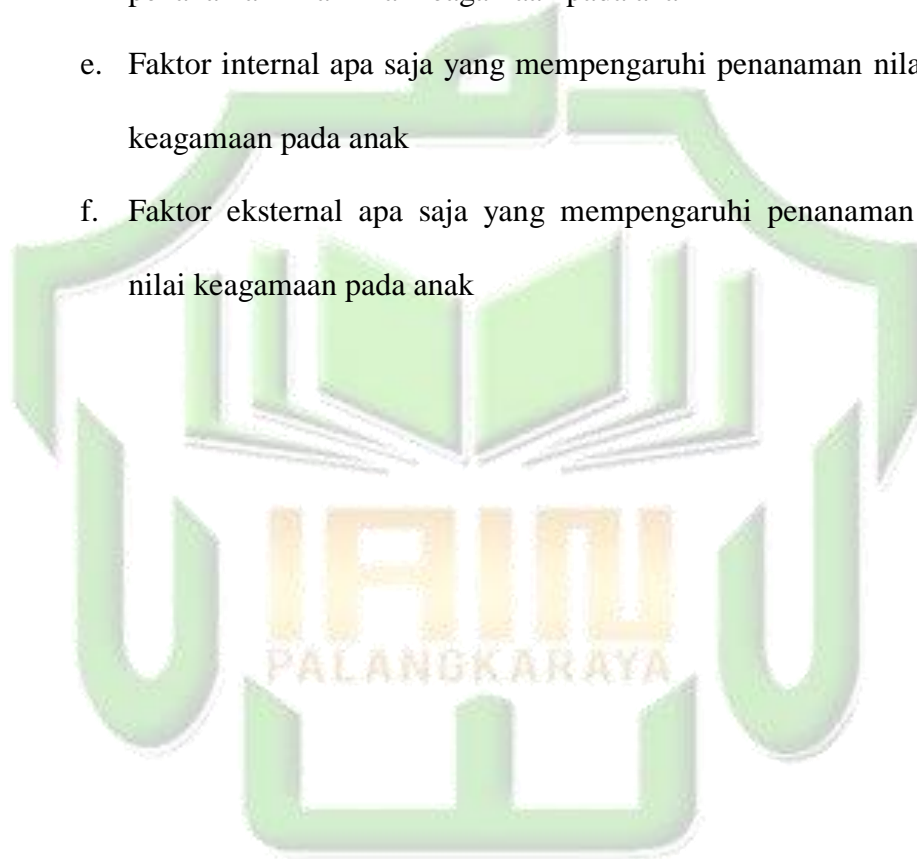 e. Faktor internal apa saja yang mempengaruhi penanaman
keagamaan pada anak
f. Faktor eksternal apa saja yang mempengaruhi penanaman
nilai keagamaan pada anak
IAIN
PALANGKARAYA